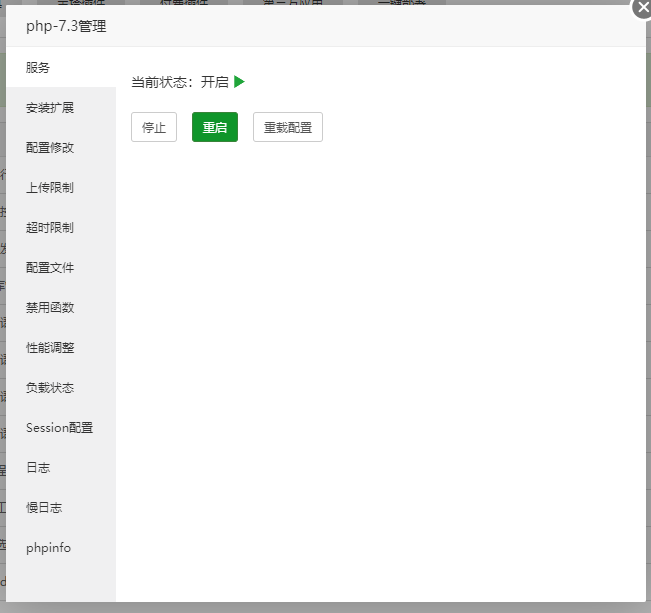 php-7.3管理
服务
安装扩展
配置修改
上传限制
超时限制
配置文件
禁用函数
性能调整
负载状态
Session配置
日志
慢日志
phpinfo
当前状态：开启
停止
重启
重载配置